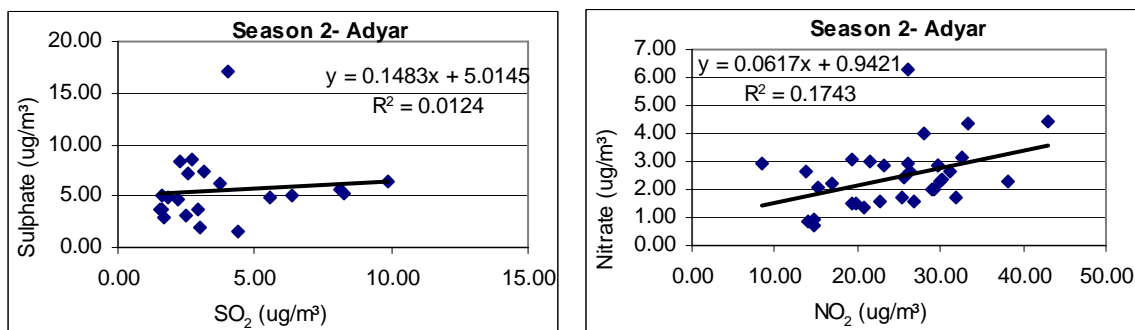 Season 2- Adyar
y = 0.1483x + 5.0145
R² = 0.0124
20.00
15.00
10.00
5.00
0.00
Sulphate (ug/m³)
0.00 5.00 10.00 15.00
SO₂ (ug/m³)
Season 2- Adyar
y = 0.0617x + 0.9421
R² = 0.1743
7.00
6.00
5.00
4.00
3.00
2.00
1.00
0.00
Nitrate (ug/m³)
0.00 10.00 20.00 30.00 40.00 50.00
NO₂ (ug/m³)